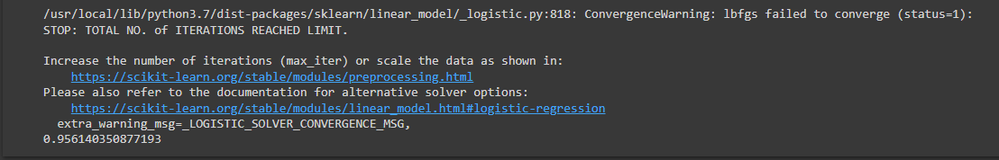 /usr/local/lib/python3.7/dist-packages/sklearn/linear_model/_logistic.py:818: ConvergenceWarning: lbfgs failed to converge (status=1):
STOP: TOTAL NO. of ITERATIONS REACHED LIMIT.
Increase the number of iterations (max_iter) or scale the data as shown in:
https://scikit-learn.org/stable/modules/preprocessing.html
Please also refer to the documentation for alternative solver options:
https://scikit-learn.org/stable/modules/linear_model.html#logistic-regression
extra_warning_msg=_LOGISTIC_SOLVER_CONVERGENCE_MSG,
0.956140350877193